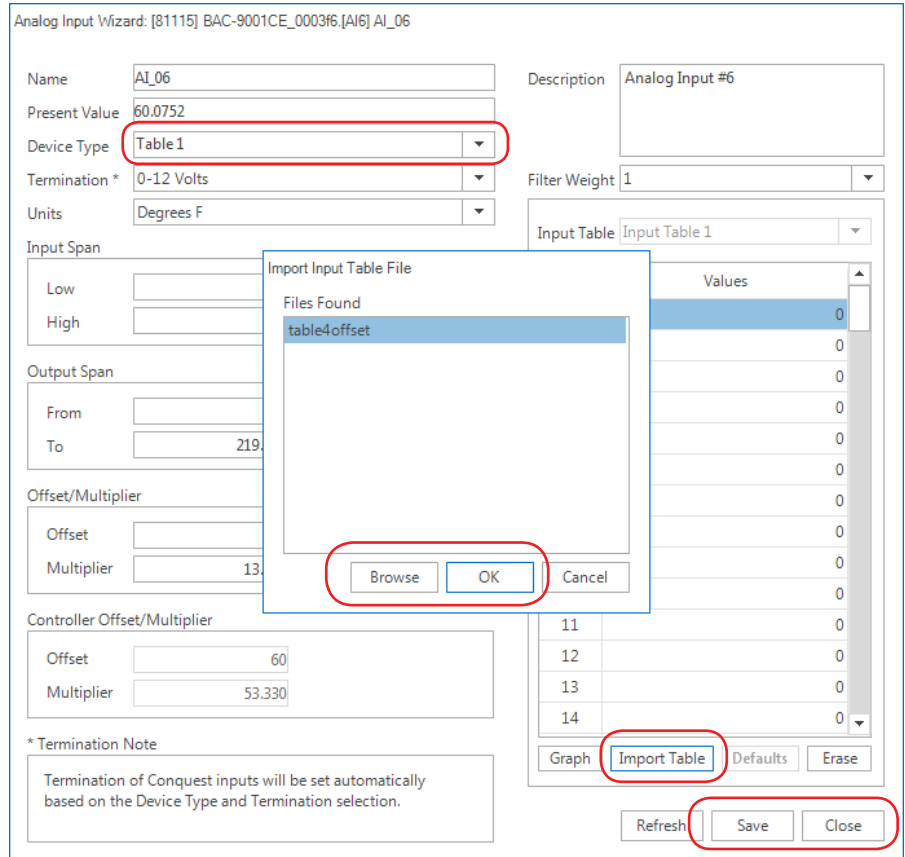 Analog Input Wizard: [81115] BAC-9001CE_0003f6.[AI6] AI_06
Name AI_06
Present Value 60.0752
Device Type Table 1
Termination * 0-12 Volts
Units Degrees F
Input Span
Low
High
Output Span
From
To 219.
Offset/Multiplier
Offset
Multiplier 13.
Controller Offset/Multiplier
Offset 60
Multiplier 53.330
* Termination Note
Termination of Conquest inputs will be set automatically
based on the Device Type and Termination selection.
Description Analog Input #6
Filter Weight 1
Input Table Input Table 1
Values
0
0
0
0
0
0
0
0
0
0
11 0
12 0
13 0
14 0
Graph Import Table Defaults Erase
Refresh Save Close
Import Input Table File
Files Found
table4offset
Browse OK Cancel